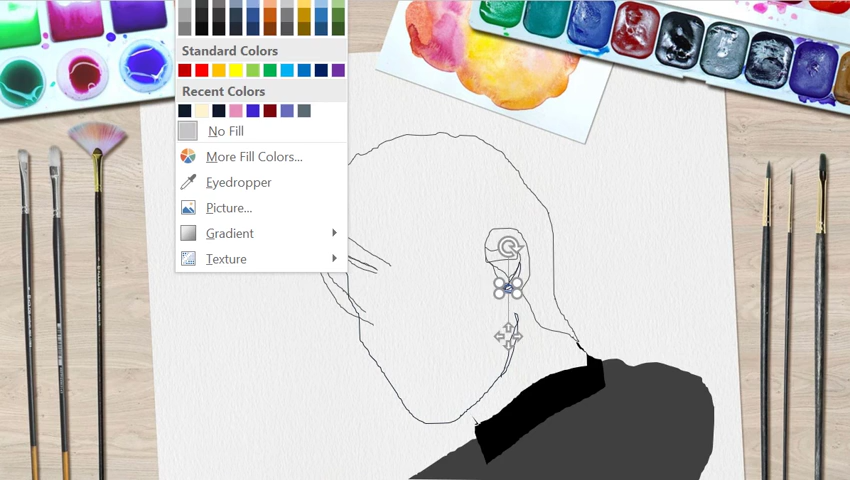 Standard Colors
Recent Colors
No Fill
More Fill Colors...
Eyedropper
Picture...
Gradient
Texture